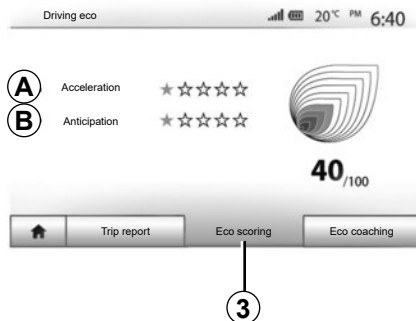 Driving eco 20°C PM 6:40
A Acceleration
B Anticipation
40/100
Trip report Eco scoring Eco coaching
3